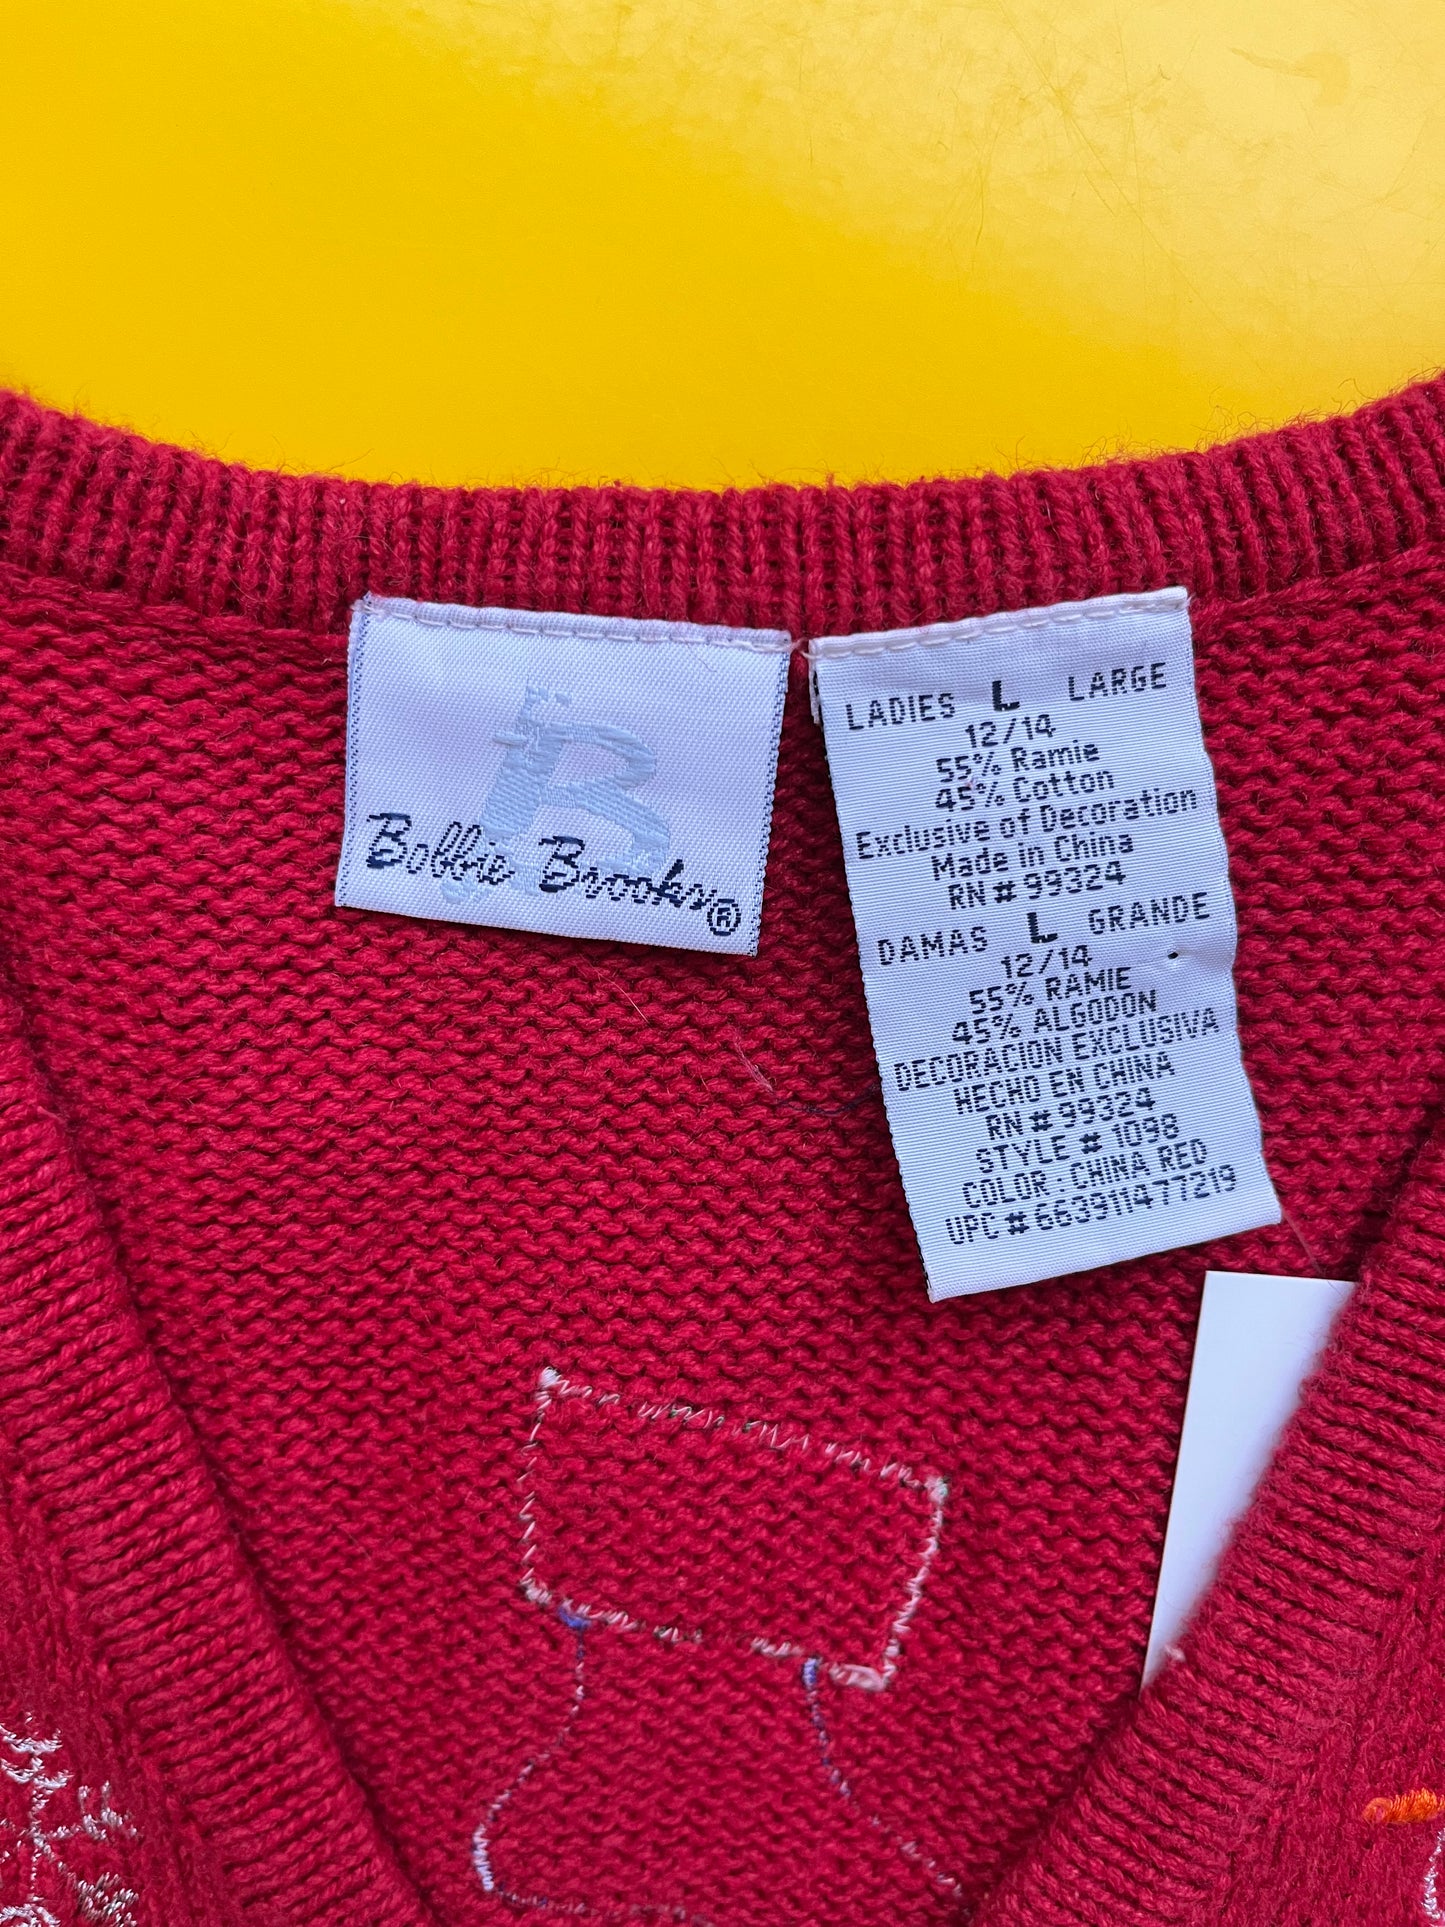 B
Bobbie Brooks®
LADIES L LARGE
12/14
55% Ramie
45% Cotton
Exclusive of Decoration
Made in China
RN # 99324
DAMAS L GRANDE
12/14
55% RAMIE
45% ALGODON
DECORACION EXCLUSIVA
HECHO EN CHINA
RN # 99324
STYLE # 1098
COLOR : CHINA RED
UPC # 663911477219